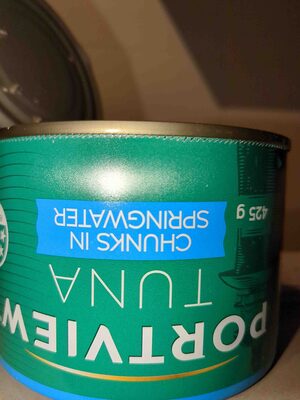 PORTVIEW
TUNA
CHUNKS IN
SPRINGWATER
425 g